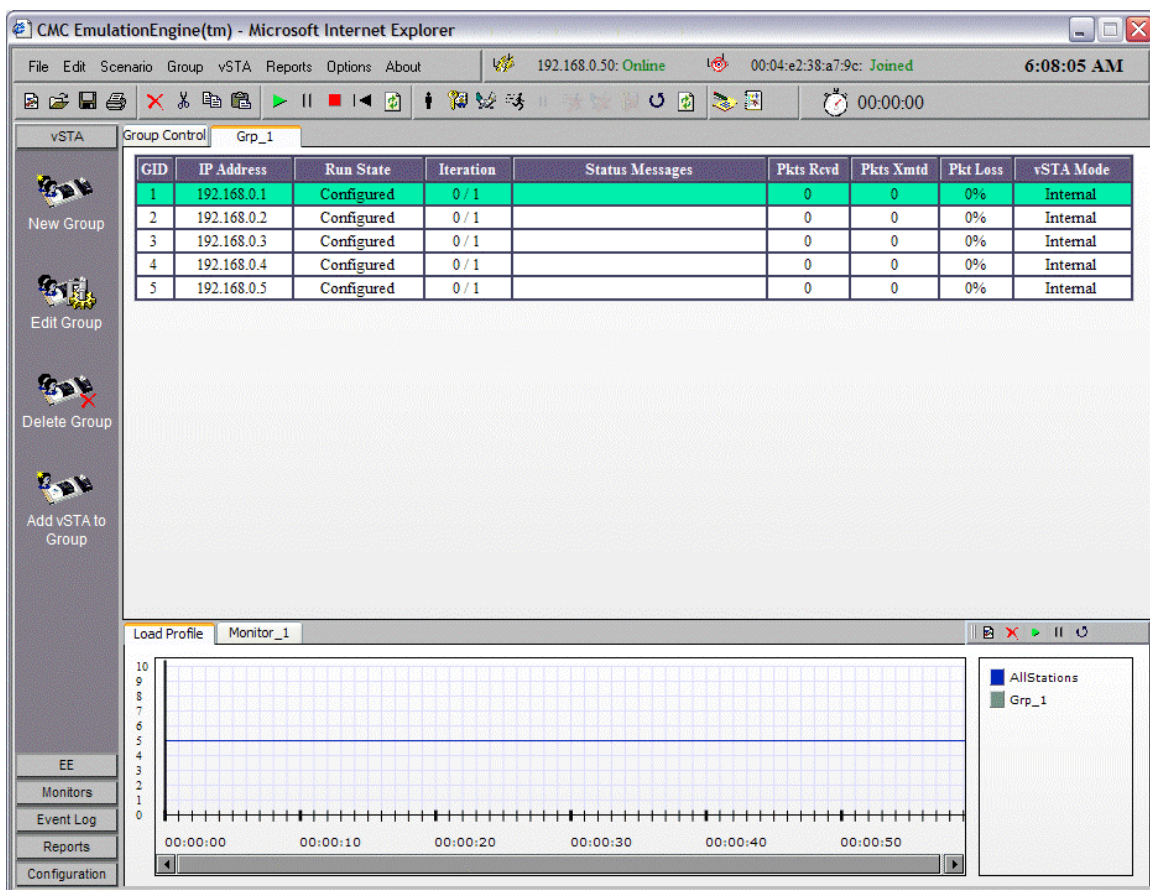 CMC EmulationEngine(tm) - Microsoft Internet Explorer
File Edit Scenario Group vSTA Reports Options About 192.168.0.50: Online 00:04:e2:38:a7:9c: Joined 6:08:05 AM
00:00:00
vSTA
Group Control Grp_1
GID IP Address Run State Iteration Status Messages Pkts Rcvd Pkts Xmtd Pkt Loss vSTA Mode
1 192.168.0.1 Configured 0 / 1 0 0 0% Internal
2 192.168.0.2 Configured 0 / 1 0 0 0% Internal
3 192.168.0.3 Configured 0 / 1 0 0 0% Internal
4 192.168.0.4 Configured 0 / 1 0 0 0% Internal
5 192.168.0.5 Configured 0 / 1 0 0 0% Internal
New Group
Edit Group
Delete Group
Add vSTA to
Group
EE
Monitors
Event Log
Reports
Configuration
Load Profile Monitor_1
10
9
8
7
6
5
4
3
2
1
0
00:00:00 00:00:10 00:00:20 00:00:30 00:00:40 00:00:50
AllStations
Grp_1